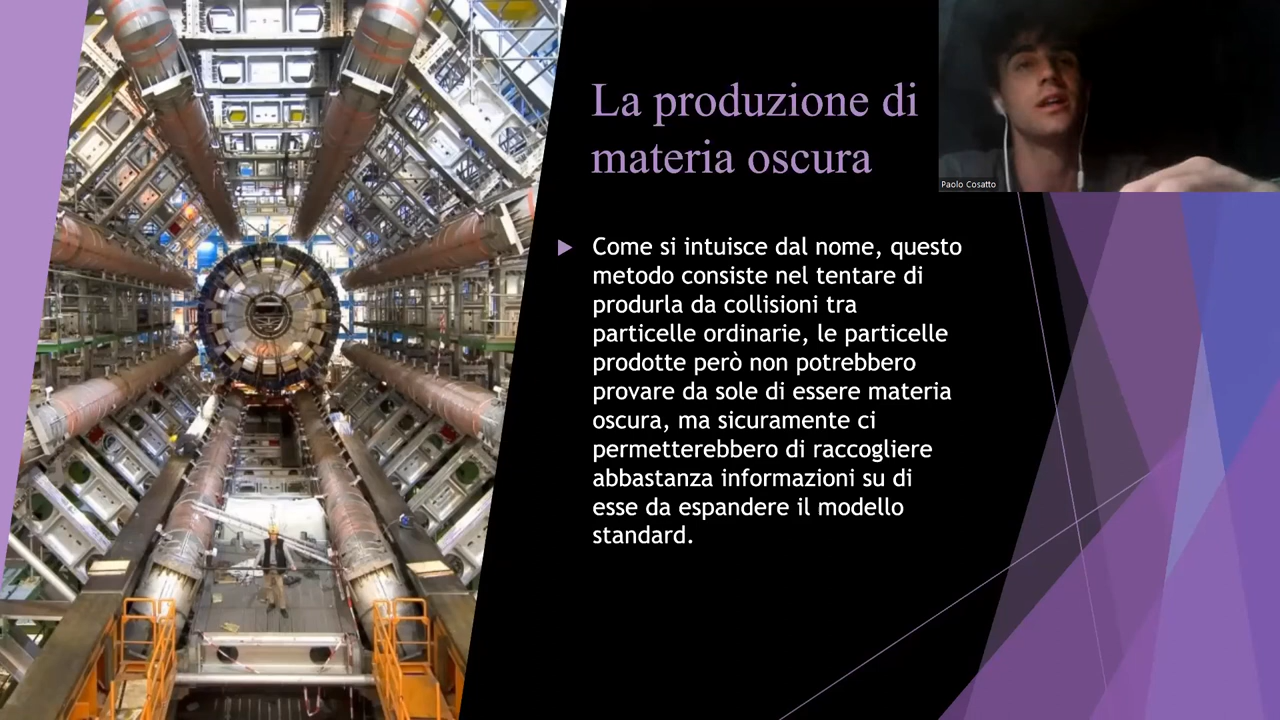 La produzione di
materia oscura
Paolo Cosatto
Come si intuisce dal nome, questo
metodo consiste nel tentare di
produrla da collisioni tra
particelle ordinarie, le particelle
prodotte però non potrebbero
provare da sole di essere materia
oscura, ma sicuramente ci
permetterebbero di raccogliere
abbastanza informazioni su di
esse da espandere il modello
standard.